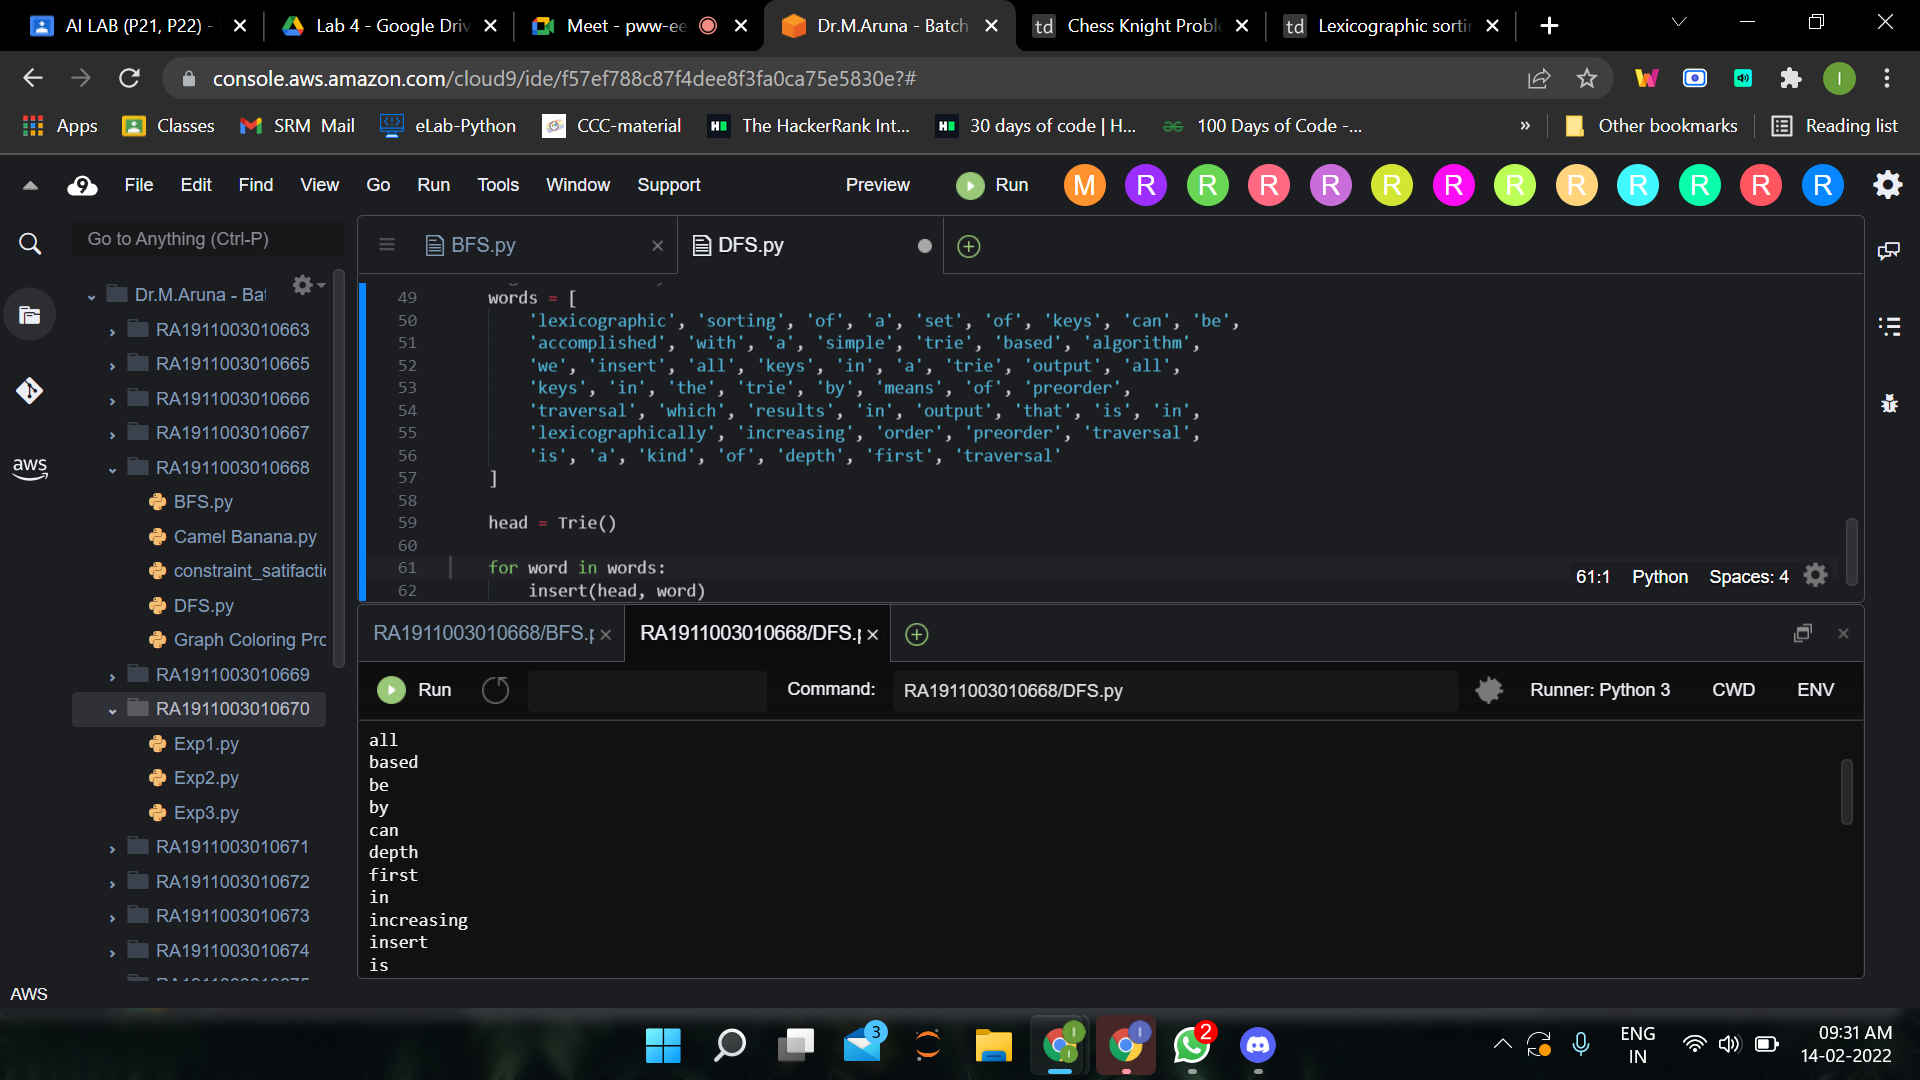 AI LAB (P21, P22) -
Lab 4 - Google Driv
Meet - pww-ee
Dr.M.Aruna - Batch
td Chess Knight Proble
td Lexicographic sortin
console.aws.amazon.com/cloud9/ide/f57ef788c87f4dee8f3fa0ca75e5830e?#
I
Apps
Classes
SRM Mail
eLab-Python
CCC-material
The HackerRank Int...
30 days of code | H...
100 Days of Code -...
»
Other bookmarks
Reading list
9
File Edit Find View Go Run Tools Window Support
Preview
Run
M R R R R R R R R R R R R
Go to Anything (Ctrl-P)
BFS.py
DFS.py
aws
AWS
Dr.M.Aruna - Bat
RA1911003010663
RA1911003010665
RA1911003010666
RA1911003010667
RA1911003010668
BFS.py
Camel Banana.py
constraint_satifactio
DFS.py
Graph Coloring Pro
RA1911003010669
RA1911003010670
Exp1.py
Exp2.py
Exp3.py
RA1911003010671
RA1911003010672
RA1911003010673
RA1911003010674
49 words = [
50 'lexicographic', 'sorting', 'of', 'a', 'set', 'of', 'keys', 'can', 'be',
51 'accomplished', 'with', 'a', 'simple', 'trie', 'based', 'algorithm',
52 'we', 'insert', 'all', 'keys', 'in', 'a', 'trie', 'output', 'all',
53 'keys', 'in', 'the', 'trie', 'by', 'means', 'of', 'preorder',
54 'traversal', 'which', 'results', 'in', 'output', 'that', 'is', 'in',
55 'lexicographically', 'increasing', 'order', 'preorder', 'traversal',
56 'is', 'a', 'kind', 'of', 'depth', 'first', 'traversal'
57 ]
58
59 head = Trie()
60
61 for word in words:
62 insert(head, word)
61:1 Python Spaces: 4
RA1911003010668/BFS.p
RA1911003010668/DFS.p
Run
Command:
RA1911003010668/DFS.py
Runner: Python 3
CWD
ENV
all
based
be
by
can
depth
first
in
increasing
insert
is
3
I
I
I
2
ENG
IN
09:31 AM
14-02-2022